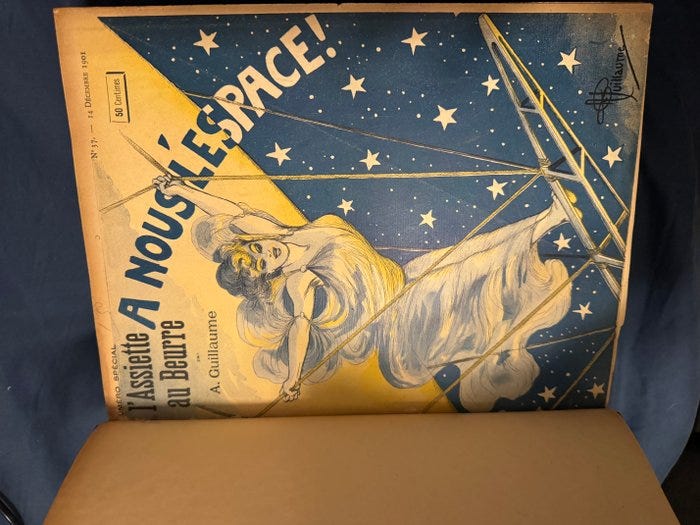 NUMÉRO SPÉCIAL
N° 37. — 14 DÉCEMBRE 1901
l'Assiette
au Beurre
50 Centimes
A NOUS L'ESPACE!
PAR
A. Guillaume
Guillaume